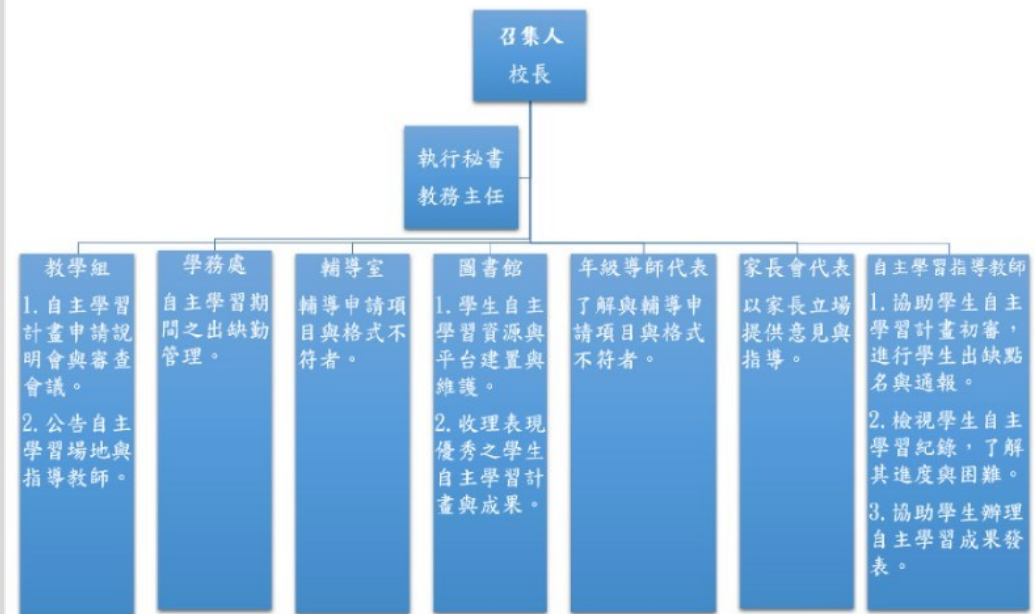 召集人
校長
執行秘書
教務主任
教學組
1.自主學習
計畫申請說
明會與審查
會議。
2.公告自主
學習場地與
指導教師。
學務處
自主學習期
間之出缺勤
管理。
輔導室
輔導申請項
目與格式不
符者。
圖書館
1.學生自主
學習資源與
平台建置與
維護。
2.收理表現
優秀之學生
自主學習計
畫與成果。
年級導師代表
了解與輔導申
請項目與格式
不符者。
家長會代表
以家長立場
提供意見與
指導。
自主學習指導教師
1.協助學生自主
學習計畫初審，
進行學生出缺點
名與通報。
2.檢視學生自主
學習紀錄，了解
其進度與困難。
3.協助學生辦理
自主學習成果發
表。